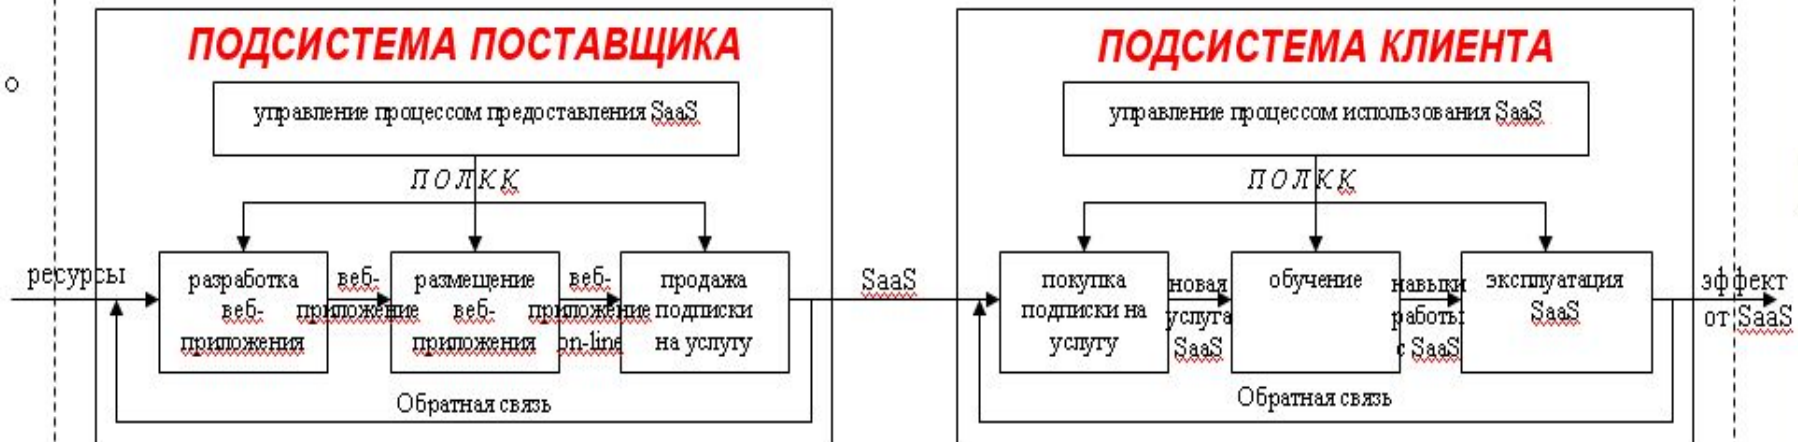 ПОДСИСТЕМА ПОСТАВЩИКА
управление процессом предоставления SaaS
П О Л К К
ресурсы
разработка
веб-
приложения
веб-
приложение
размещение
веб-
приложения
веб-
приложение
on-line
продажа
подписки
на услугу
Обратная связь
SaaS
ПОДСИСТЕМА КЛИЕНТА
управление процессом использования SaaS
П О Л К К
покупка
подписки на
услугу
новая
услуга
SaaS
обучение
навыки
работы
с SaaS
эксплуатация
SaaS
Обратная связь
эффект
от SaaS